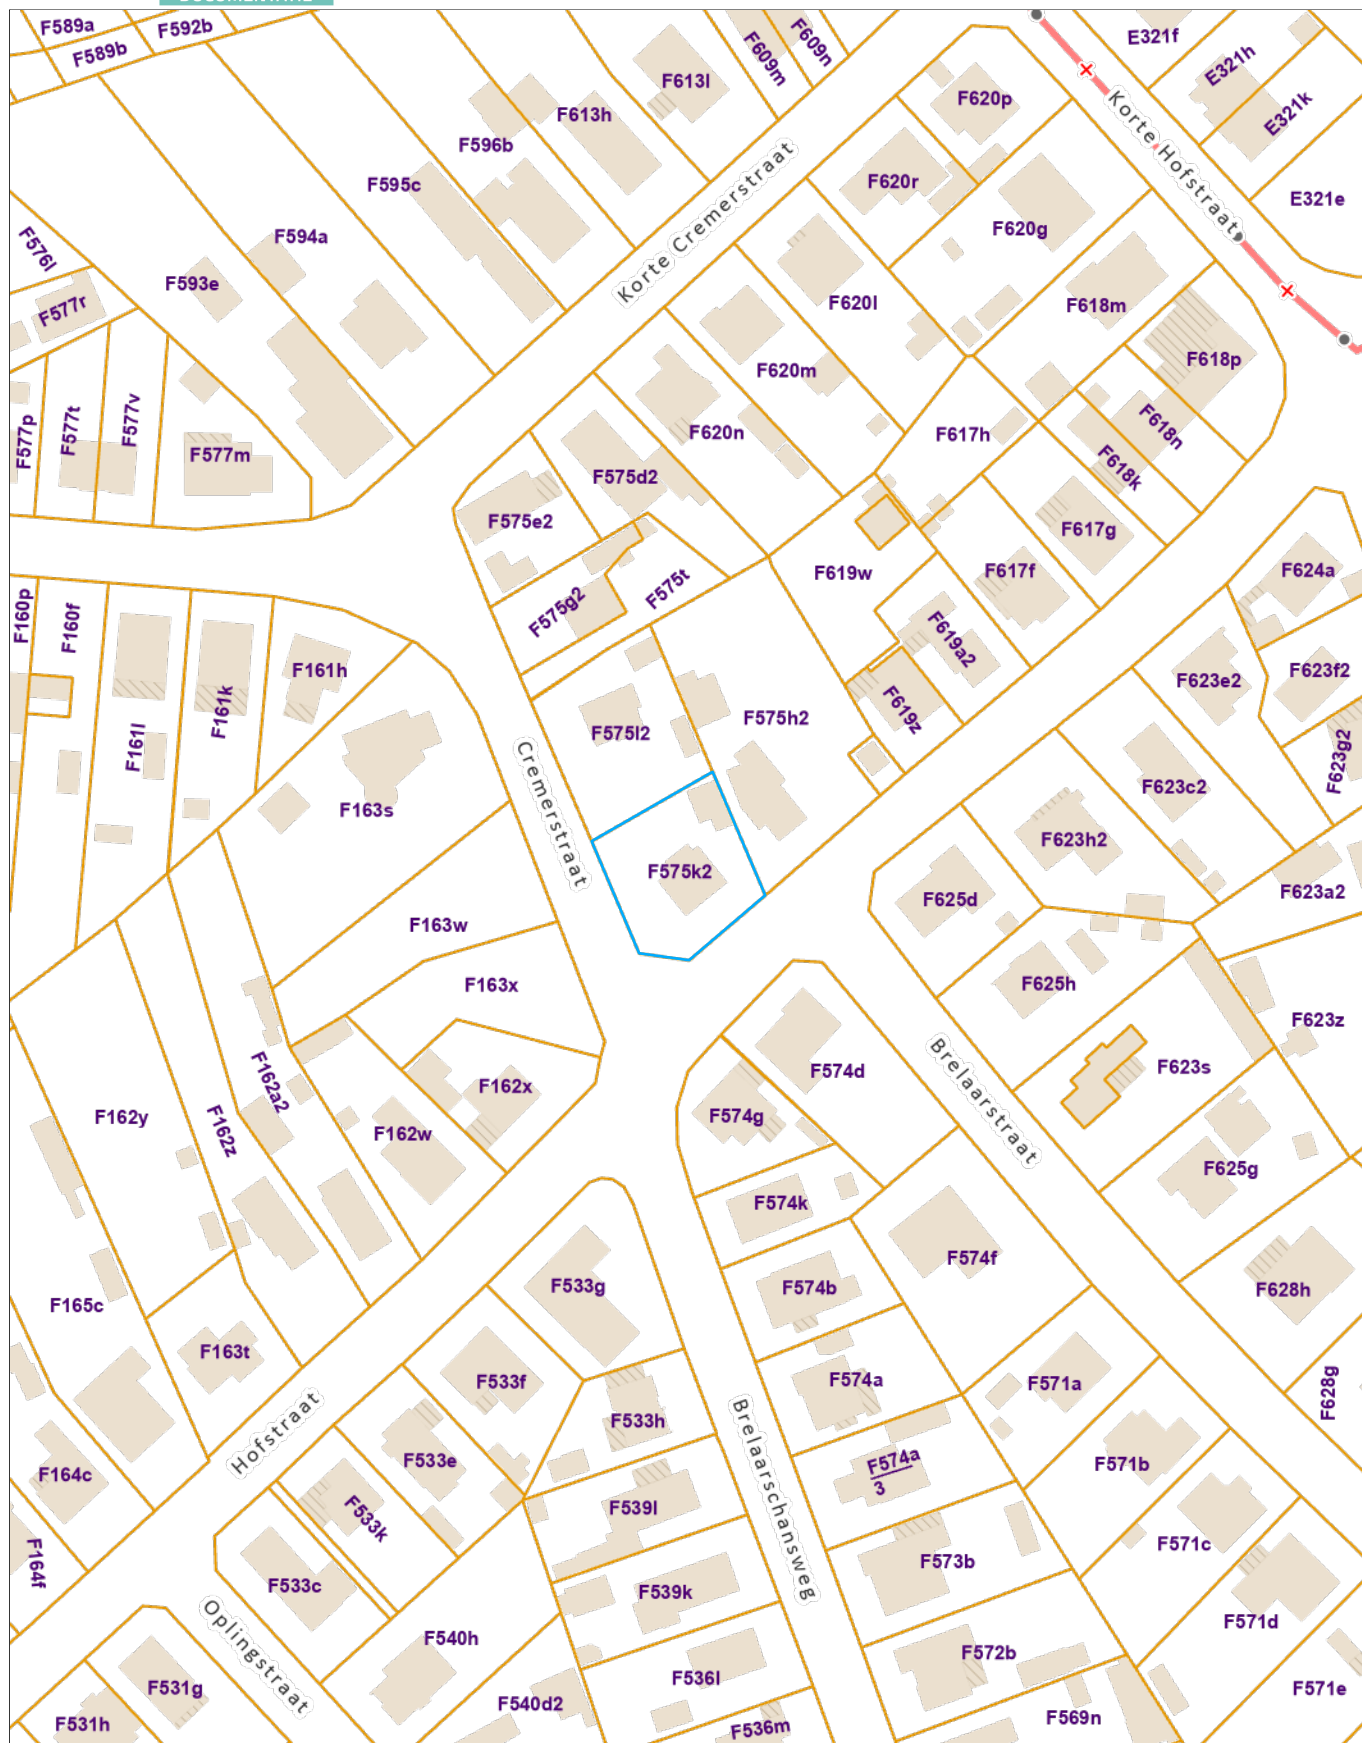 F589a
F592b
F589b
F609m
F609n
E321f
E321h
E321k
E321e
F613l
F613h
F596b
F595c
F594a
F593e
F576l
F577r
F577p
F577t
F577v
F577m
Korte Cremerstraat
Korte Hofstraat
F620p
F620r
F620g
F620l
F620m
F620n
F618m
F618p
F618n
F618k
F617h
F617g
F617f
F575d2
F575e2
F575g2
F575t
F619w
F619a2
F619z
F624a
F623f2
F623e2
F623g2
F623c2
F623h2
F623a2
F160p
F160f
F161l
F161k
F161h
F163s
F575l2
F575h2
F575k2
Cremerstraat
F163w
F163x
F625d
F625h
F623z
F623s
F625g
F162y
F162z
F162a2
F162w
F162x
F574d
F574g
F574k
F574b
F574f
F574a
Brelaarstraat
F628h
F628g
F165c
F163t
F164c
F164f
Hofstraat
F533g
F533f
F533h
F533e
F533k
F533c
F539l
F539k
F571a
F571b
F571c
F571d
F571e
F574a
3
F573b
F572b
F569n
Brelaarschansweg
Oplingstraat
F531g
F531h
F540h
F540d2
F536l
F536m